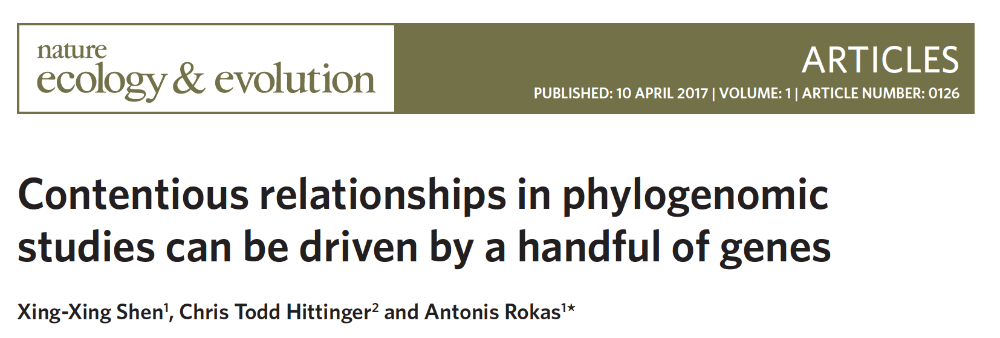 nature
ecology & evolution
ARTICLES
PUBLISHED: 10 APRIL 2017 | VOLUME: 1 | ARTICLE NUMBER: 0126
Contentious relationships in phylogenomic
studies can be driven by a handful of genes
Xing-Xing Shen¹, Chris Todd Hittinger² and Antonis Rokas¹*